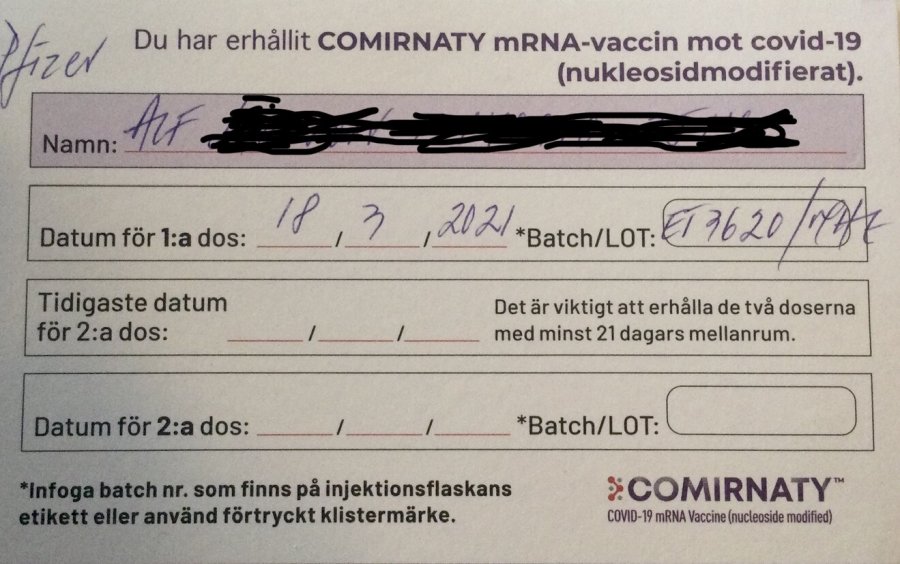 Pfizer
Du har erhållit COMIRNATY mRNA-vaccin mot covid-19
(nukleosidmodifierat).
Namn: ALF
Datum för 1:a dos: 18 / 3 / 2021 *Batch/LOT: ET3620/
Tidigaste datum
för 2:a dos: / /
Det är viktigt att erhålla de två doserna
med minst 21 dagars mellanrum.
Datum för 2:a dos: / / *Batch/LOT:
*Infoga batch nr. som finns på injektionsflaskans
etikett eller använd förtryckt klistermärke.
COMIRNATY™
COVID-19 mRNA Vaccine (nucleoside modified)